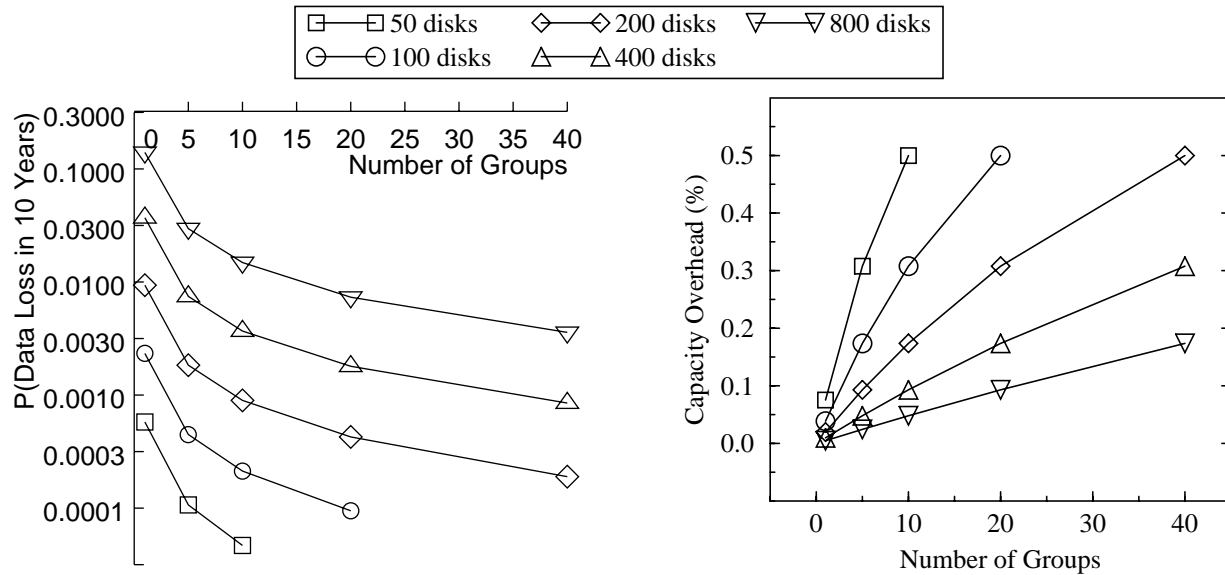 50 disks
200 disks
800 disks
100 disks
400 disks
P(Data Loss in 10 Years)
0.3000
0.1000
0.0300
0.0100
0.0030
0.0010
0.0003
0.0001
0 5 10 15 20 25 30 35 40
Number of Groups
Capacity Overhead (%)
0.5
0.4
0.3
0.2
0.1
0.0
0 10 20 30 40
Number of Groups